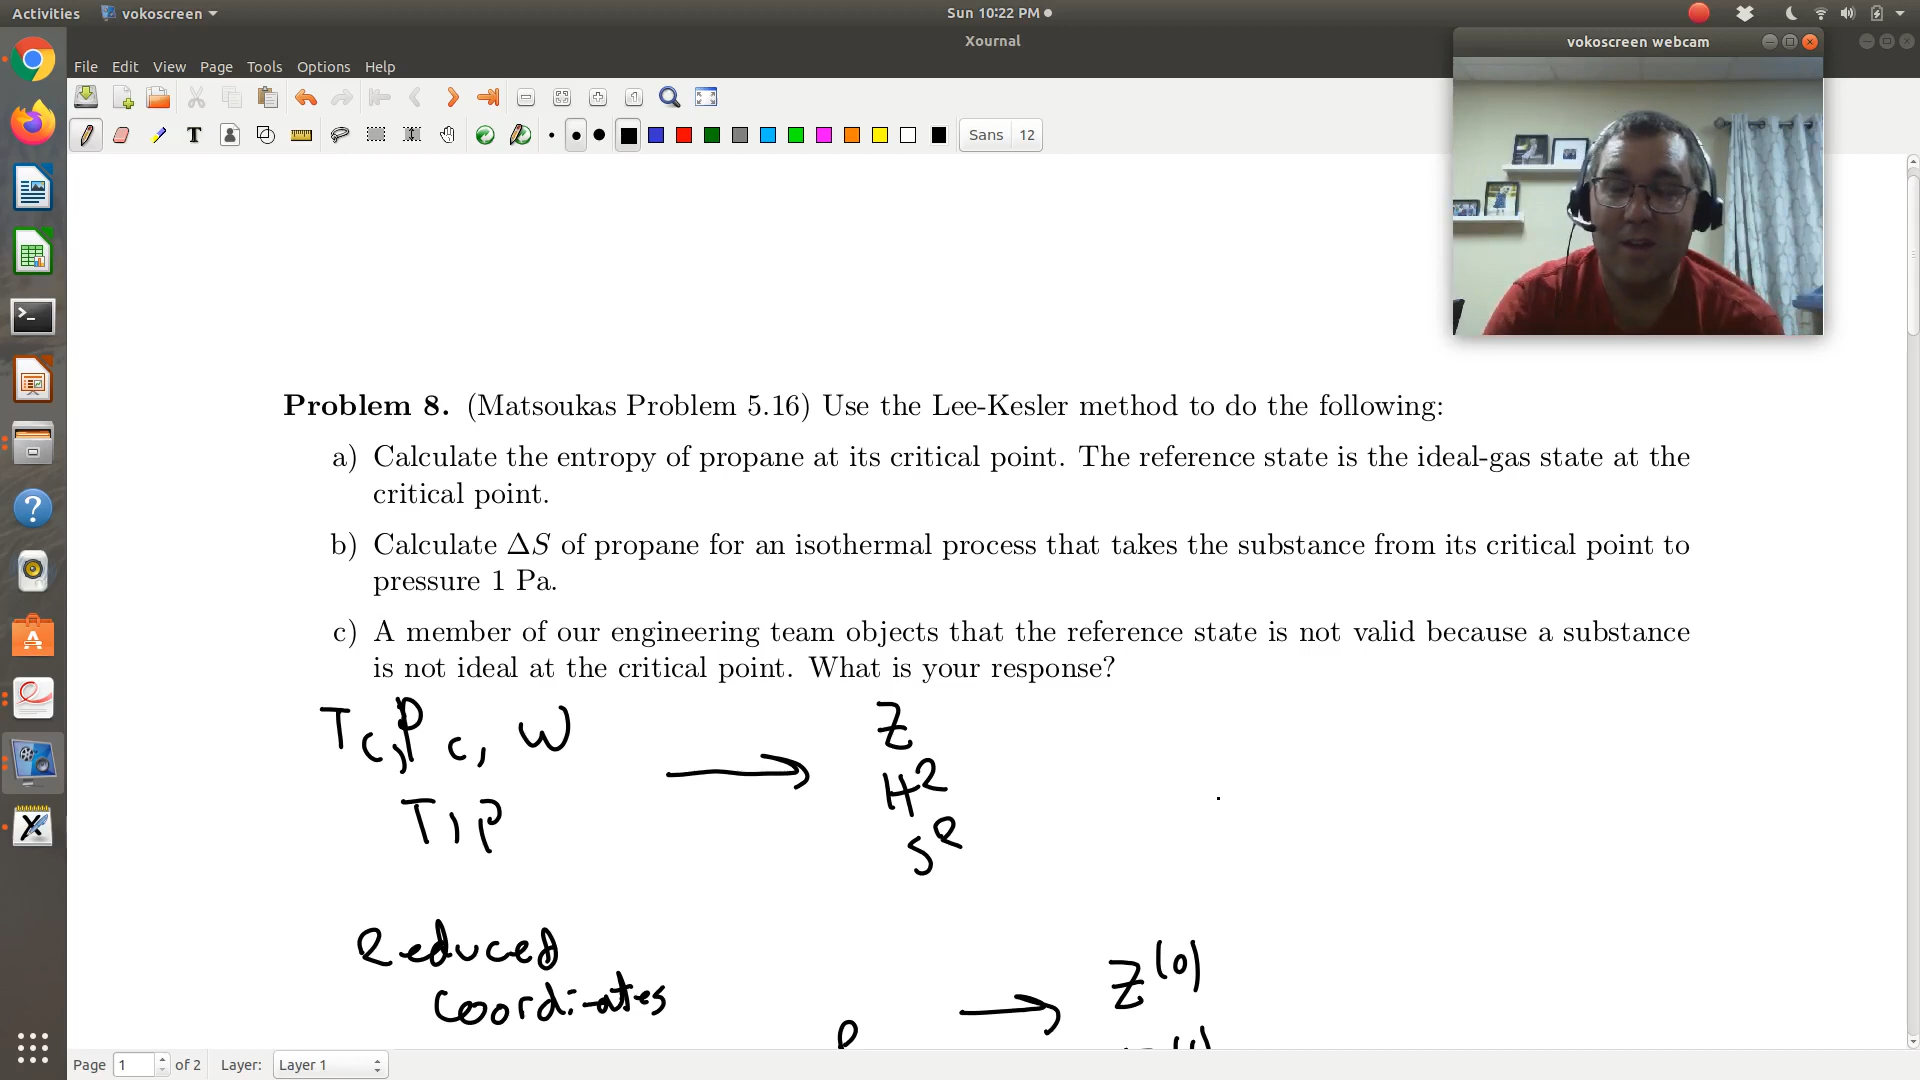 Activities vokoscreen Sun 10:22 PM
Xournal
vokoscreen webcam
File Edit View Page Tools Options Help
Sans 12
Problem 8. (Matsoukas Problem 5.16) Use the Lee-Kesler method to do the following:
a) Calculate the entropy of propane at its critical point. The reference state is the ideal-gas state at the
critical point.
b) Calculate ΔS of propane for an isothermal process that takes the substance from its critical point to
pressure 1 Pa.
c) A member of our engineering team objects that the reference state is not valid because a substance
is not ideal at the critical point. What is your response?
Tc, Pc, ω → Z
H^R
T, P
S^R
Reduced
coordinates
→ Z^(0)
Page 1 of 2 Layer: Layer 1